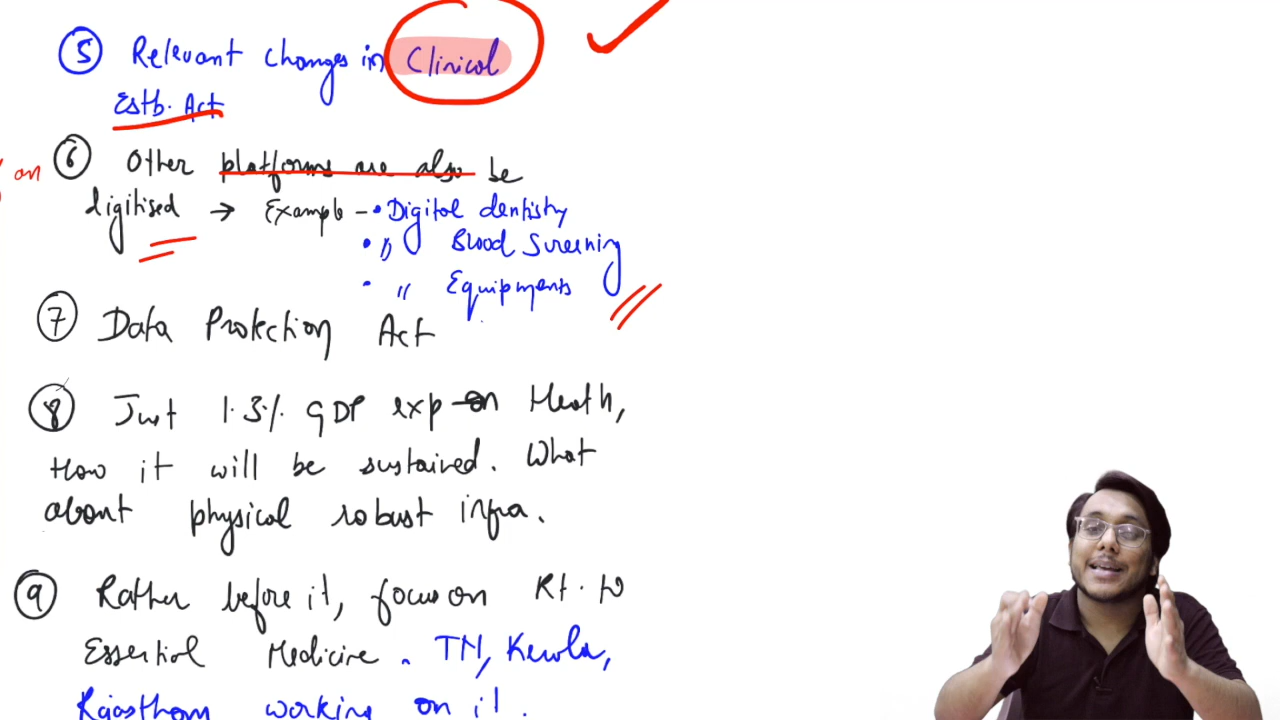 5 Relevant changes in Clinical
Estb. Act
on
6 Other platforms are also be
digitised → Example - • Digital dentistry
• 〃 Blood Screening
• 〃 Equipments
7 Data Protection Act
8 Just 1.3% GDP exp on Heath,
How it will be sustained. What
about physical robust infra.
9 Rather before it, focus on Rt. to
Essential Medicine. TN, Kerala,
Rajasthan working on it.